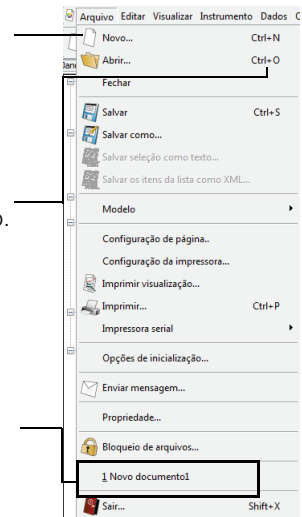 Arquivo Editar Visualizar Instrumento Dados
Novo... Ctrl+N
Abrir... Ctrl+O
Fechar
Salvar Ctrl+S
Salvar como...
Salvar seleção como texto...
Salvar os itens da lista como XML...
Modelo
o.
Configuração de página..
Configuração da impressora...
Imprimir visualização...
Imprimir... Ctrl+P
Impressora serial
Opções de inicialização...
Enviar mensagem...
Propriedade...
Bloqueio de arquivos...
1 Novo documento1
Sair... Shift+X